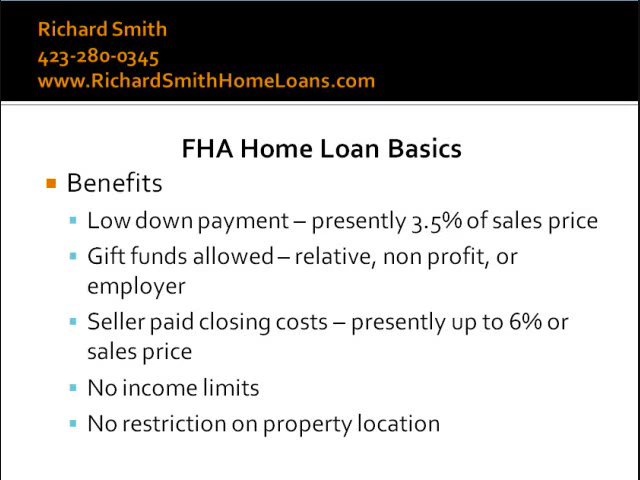 Richard Smith
423-280-0345
www.RichardSmithHomeLoans.com
FHA Home Loan Basics
Benefits
Low down payment – presently 3.5% of sales price
Gift funds allowed – relative, non profit, or
employer
Seller paid closing costs – presently up to 6% or
sales price
No income limits
No restriction on property location